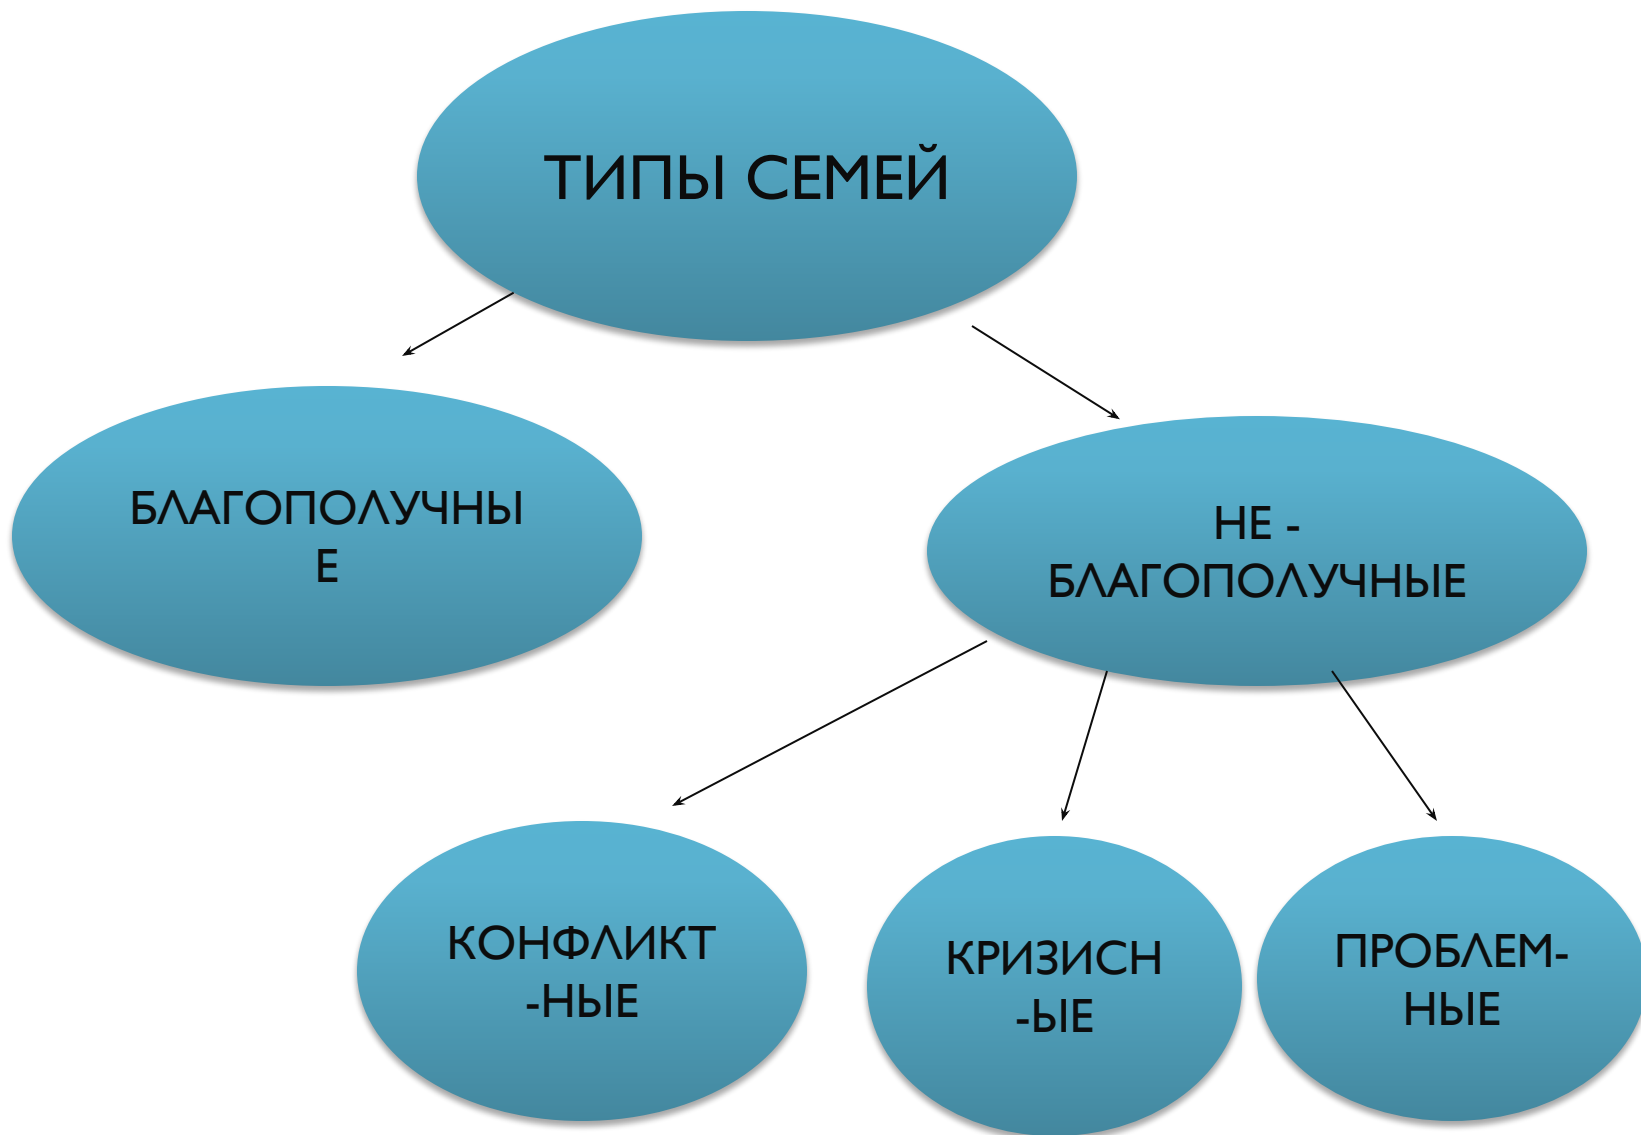 ТИПЫ СЕМЕЙ
БЛАГОПОЛУЧНЫ
Е
НЕ -
БЛАГОПОЛУЧНЫЕ
КОНФЛИКТ
-НЫЕ
КРИЗИСН
-ЫЕ
ПРОБЛЕМ-
НЫЕ